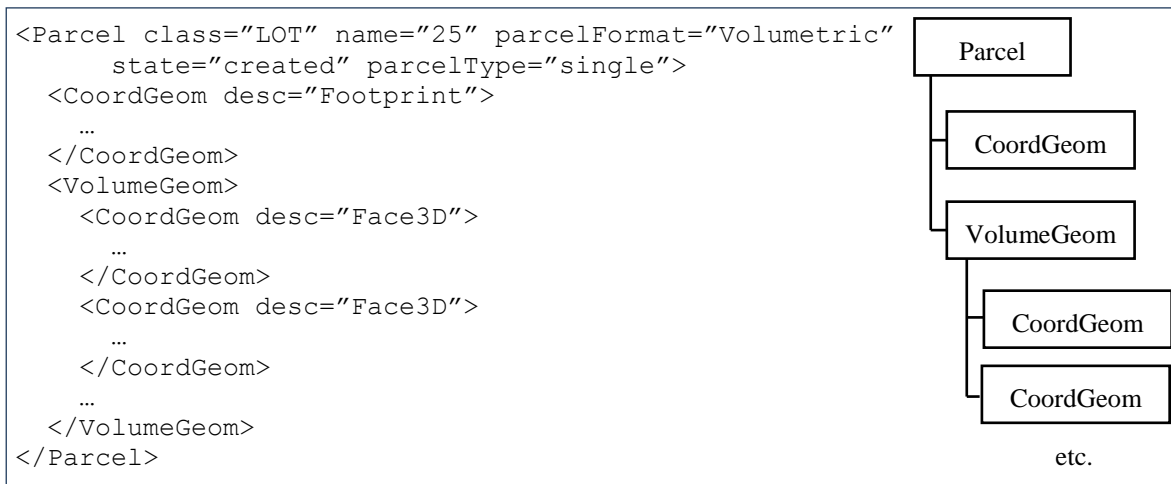 <Parcel class=”LOT” name=”25” parcelFormat=”Volumetric”
state=”created” parcelType=”single”>
<CoordGeom desc=”Footprint”>
…
</CoordGeom>
<VolumeGeom>
<CoordGeom desc=”Face3D”>
…
</CoordGeom>
<CoordGeom desc=”Face3D”>
…
</CoordGeom>
…
</VolumeGeom>
</Parcel>
Parcel
CoordGeom
VolumeGeom
CoordGeom
CoordGeom
etc.